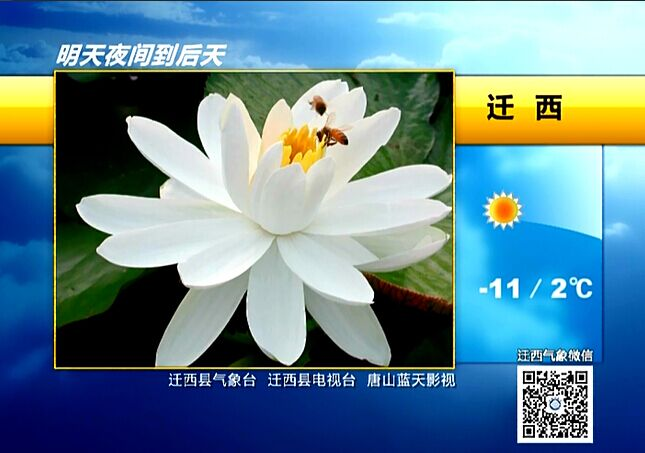 明天夜间到后天
迁 西
-11 / 2℃
迁西气象微信
迁西县气象台 迁西县电视台 唐山蓝天影视